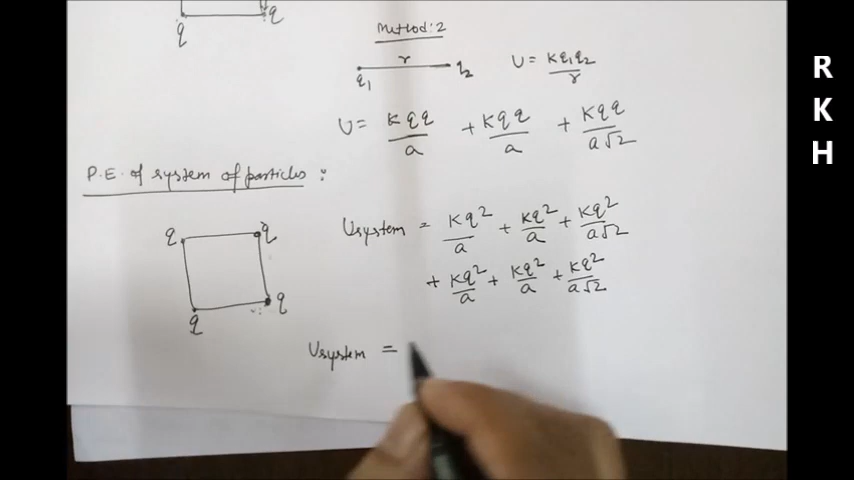 q q
Method:2
r
q₁ q₂ U = Kq₁q₂/r
U = Kqq/a + Kqq/a + Kqq/a√2
P.E. of system of particles :
q q
q q
Usystem = Kq²/a + Kq²/a + Kq²/a√2
+ Kq²/a + Kq²/a + Kq²/a√2
Usystem =
R
K
H